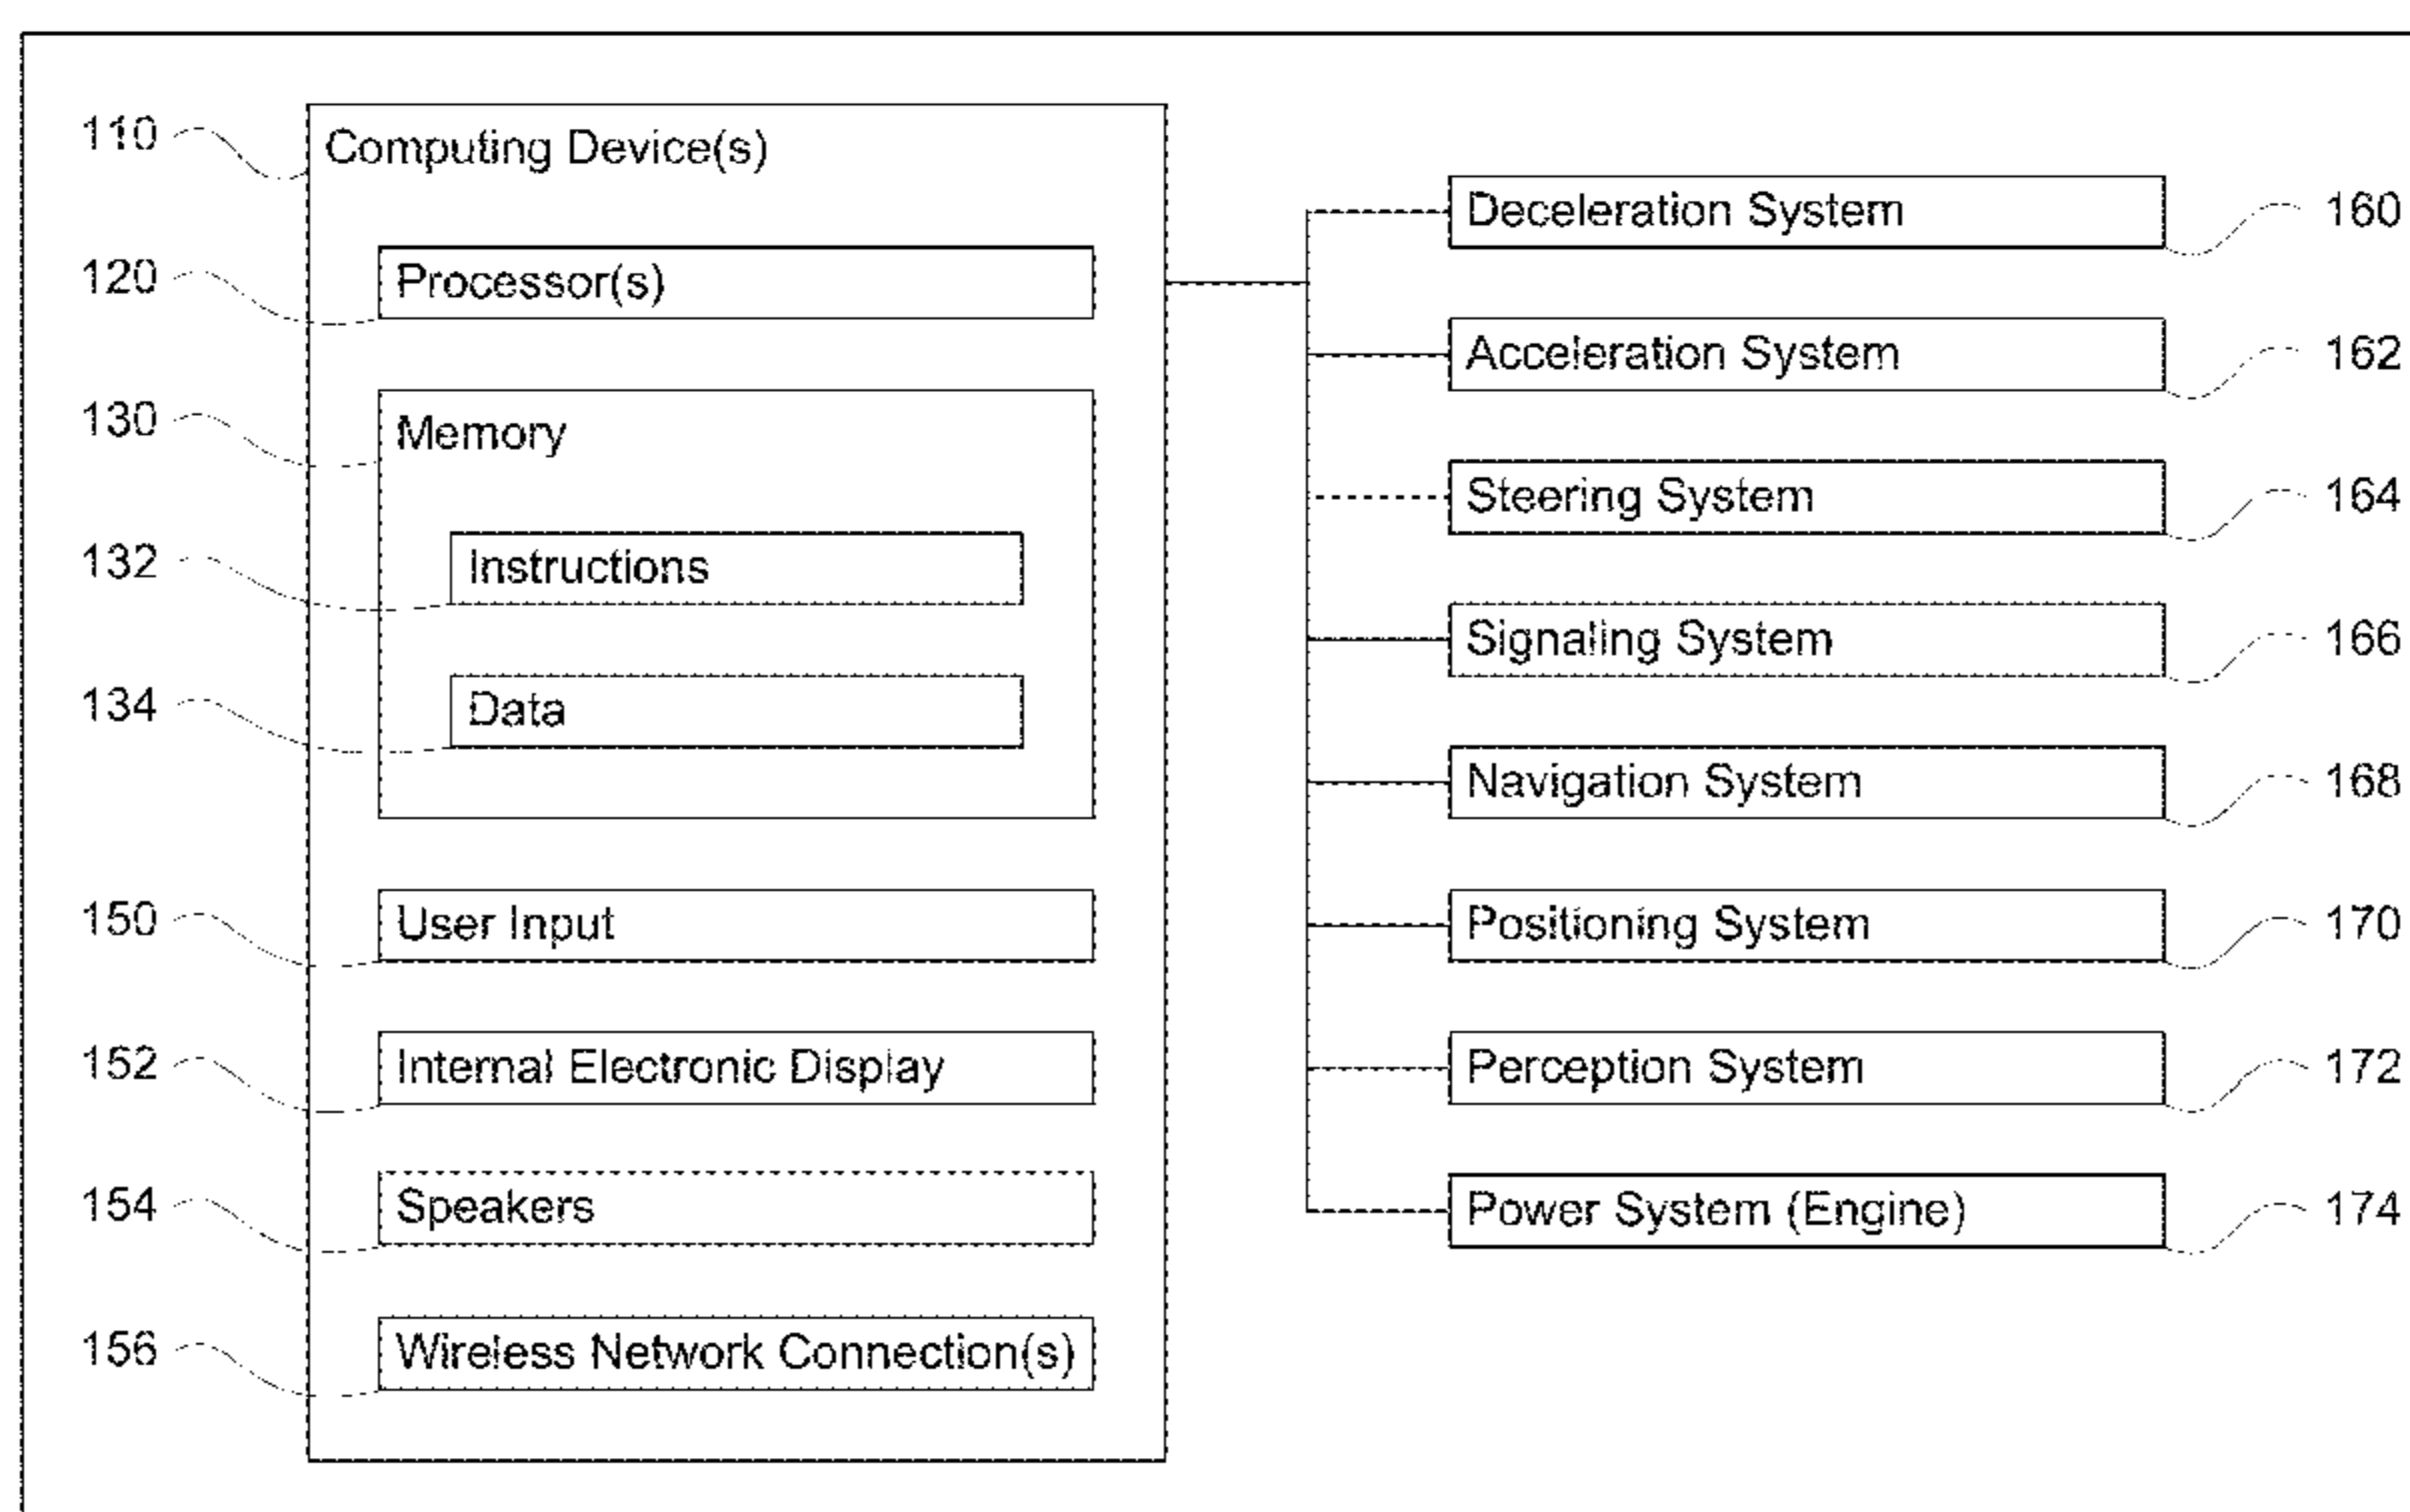 110 Computing Device(s)
120 Processor(s)
130 Memory
132 Instructions
134 Data
150 User Input
152 Internal Electronic Display
154 Speakers
156 Wireless Network Connection(s)
Deceleration System 160
Acceleration System 162
Steering System 164
Signaling System 166
Navigation System 168
Positioning System 170
Perception System 172
Power System (Engine) 174